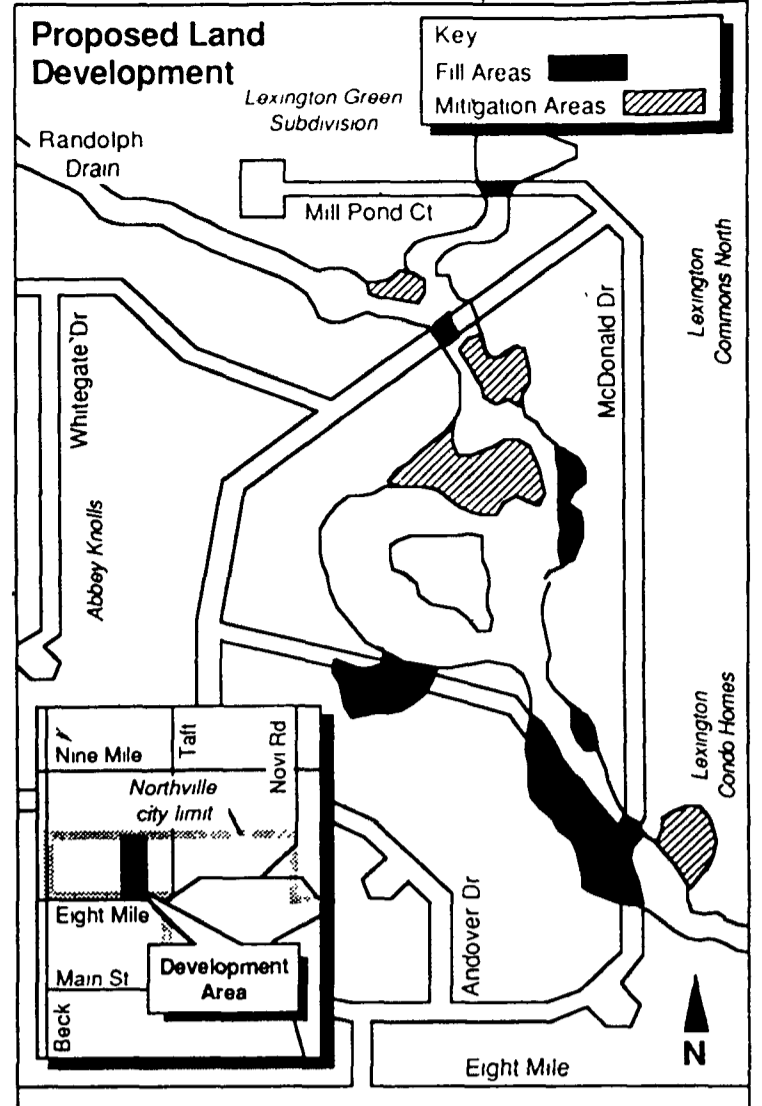 Proposed Land
Development
Key
Fill Areas
Mitigation Areas
Lexington Green
Subdivision
Randolph
Drain
Mill Pond Ct
Lexington
Commons North
McDonald Dr
Whitegate Dr
Abbey Knolls
Lexington
Condo Homes
Nine Mile
Taft
Novi Rd
Northville
city limit
Eight Mile
Development
Area
Main St
Beck
Andover Dr
N
Eight Mile